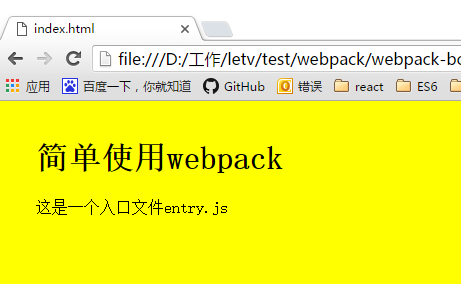 index.html
file:///D:/工作/letv/test/webpack/webpack-bo
应用 百度一下，你就知道 GitHub 错误 react ES6
简单使用webpack
这是一个入口文件entry.js